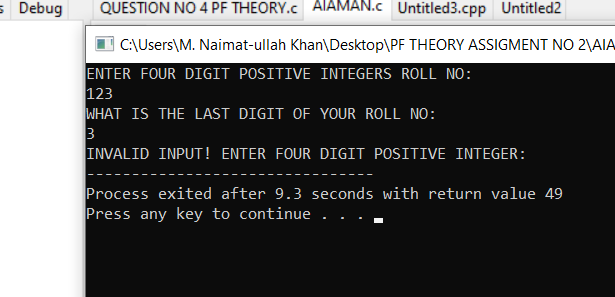 s Debug QUESTION NO 4 PF THEORY.c AIAMAN.c Untitled3.cpp Untitled2
C:\Users\M. Naimat-ullah Khan\Desktop\PF THEORY ASSIGMENT NO 2\AIA
ENTER FOUR DIGIT POSITIVE INTEGERS ROLL NO:
123
WHAT IS THE LAST DIGIT OF YOUR ROLL NO:
3
INVALID INPUT! ENTER FOUR DIGIT POSITIVE INTEGER:
--------------------------------
Process exited after 9.3 seconds with return value 49
Press any key to continue . . .